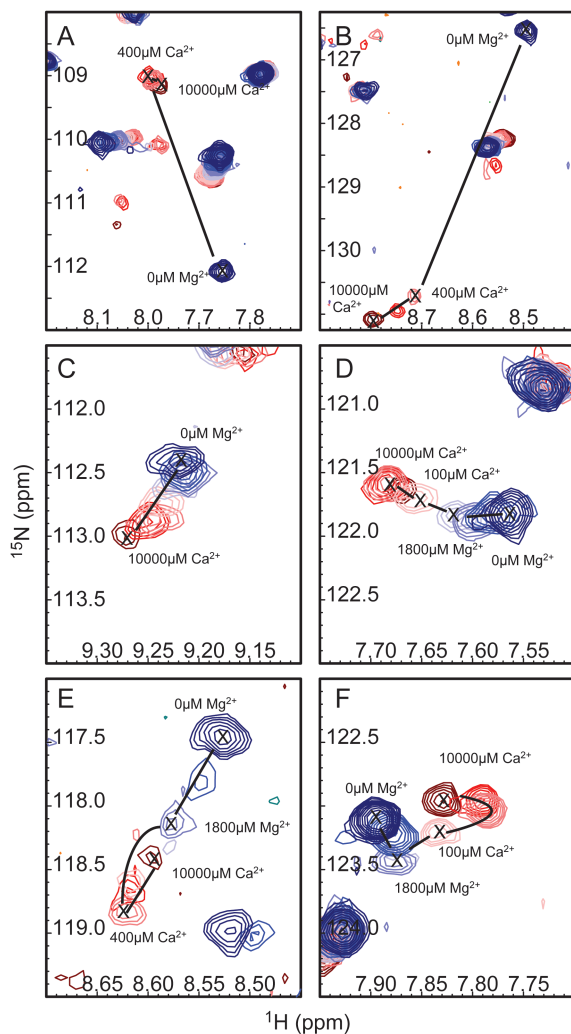 A
400µM Ca²⁺
109
10000µM Ca²⁺
110
111
112
0µM Mg²⁺
8.1 8.0 7.7 7.8
B
0µM Mg²⁺
127
128
129
130
10000µM
Ca²⁺
400µM Ca²⁺
8.7 8.6 8.5
C
112.0
0µM Mg²⁺
112.5
113.0
10000µM Ca²⁺
113.5
9.30 9.25 9.20 9.15
D
121.0
10000µM Ca²⁺
121.5
100µM Ca²⁺
122.0
1800µM Mg²⁺
0µM Mg²⁺
122.5
7.70 7.65 7.60 7.55
E
0µM Mg²⁺
117.5
118.0
1800µM Mg²⁺
118.5
10000µM Ca²⁺
119.0
400µM Ca²⁺
8.65 8.60 8.55 8.50
F
122.5
10000µM Ca²⁺
0µM Mg²⁺
123.5
100µM Ca²⁺
1800µM Mg²⁺
124.0
7.90 7.85 7.80 7.75
¹⁵N (ppm)
¹H (ppm)